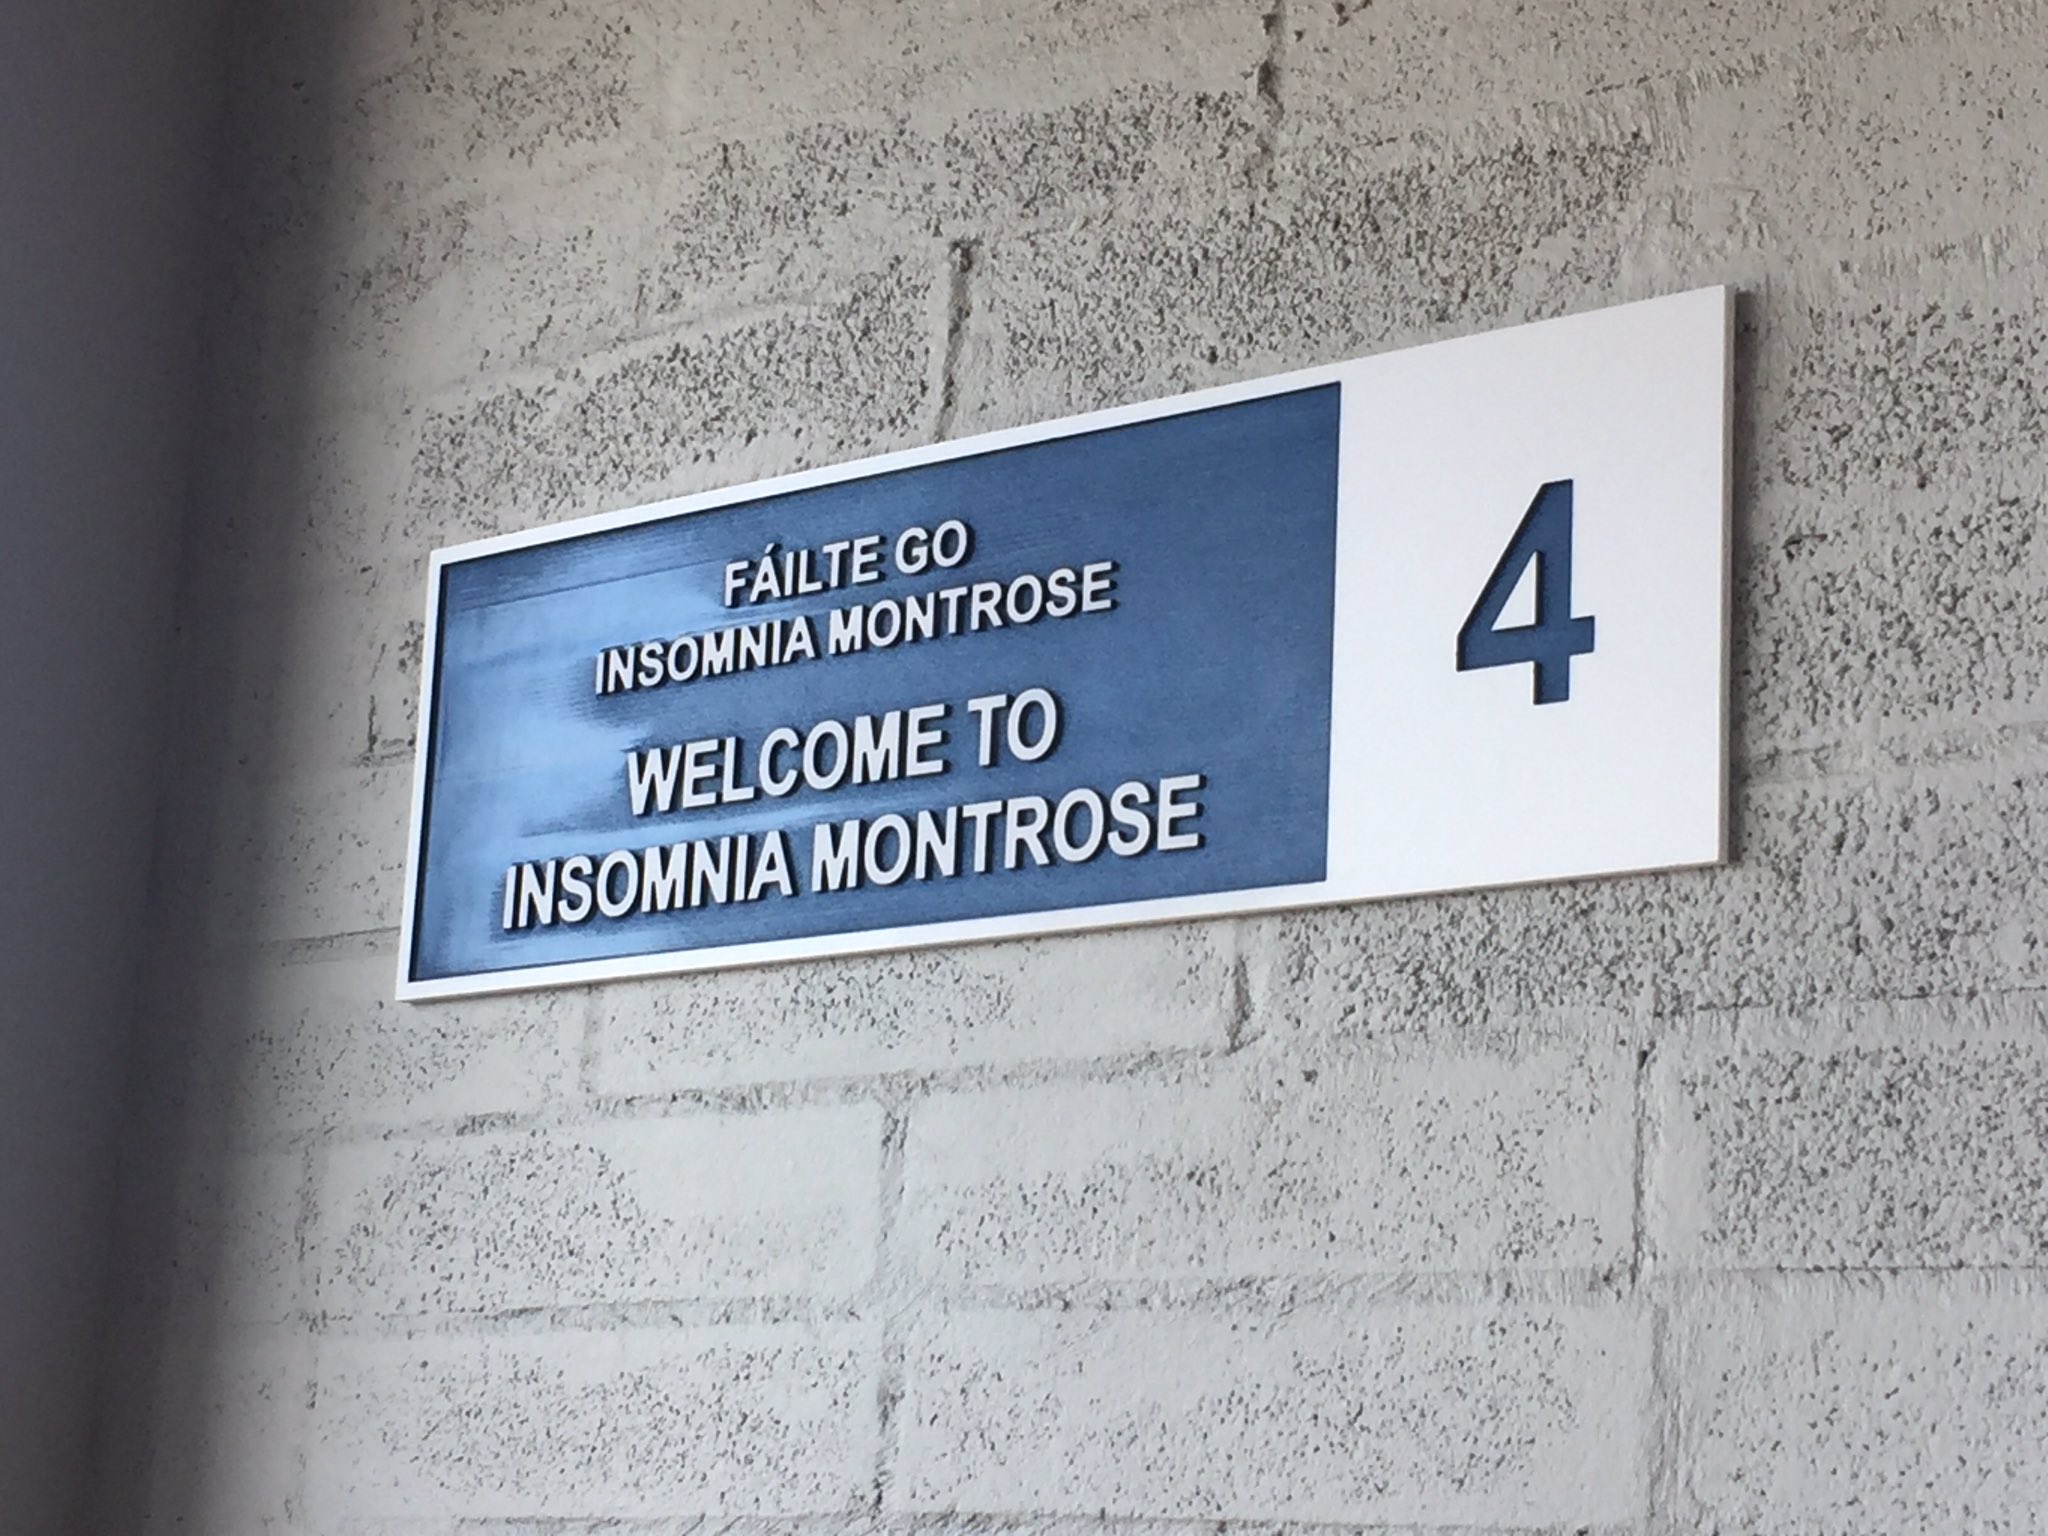 FÁILTE GO
INSOMNIA MONTROSE
WELCOME TO
INSOMNIA MONTROSE
4